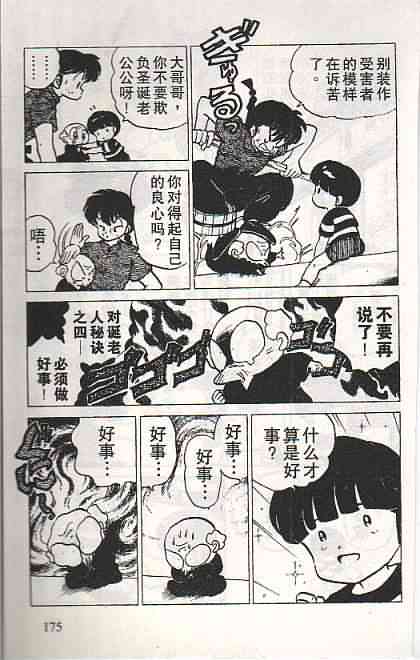 别装作
受害者
的模样
在诉苦
了。
ぎゅるっ
大哥哥，
你不要欺
负圣诞老
公公呀！
……
……
你对得起自己
的良心吗？
唔…
不要再
说了！
ゴゴゴゴ
对诞老
人秘诀
之四—
必须做
好事！
什么才
算是好
事？
好事…
好事…
好事…
好事…
175